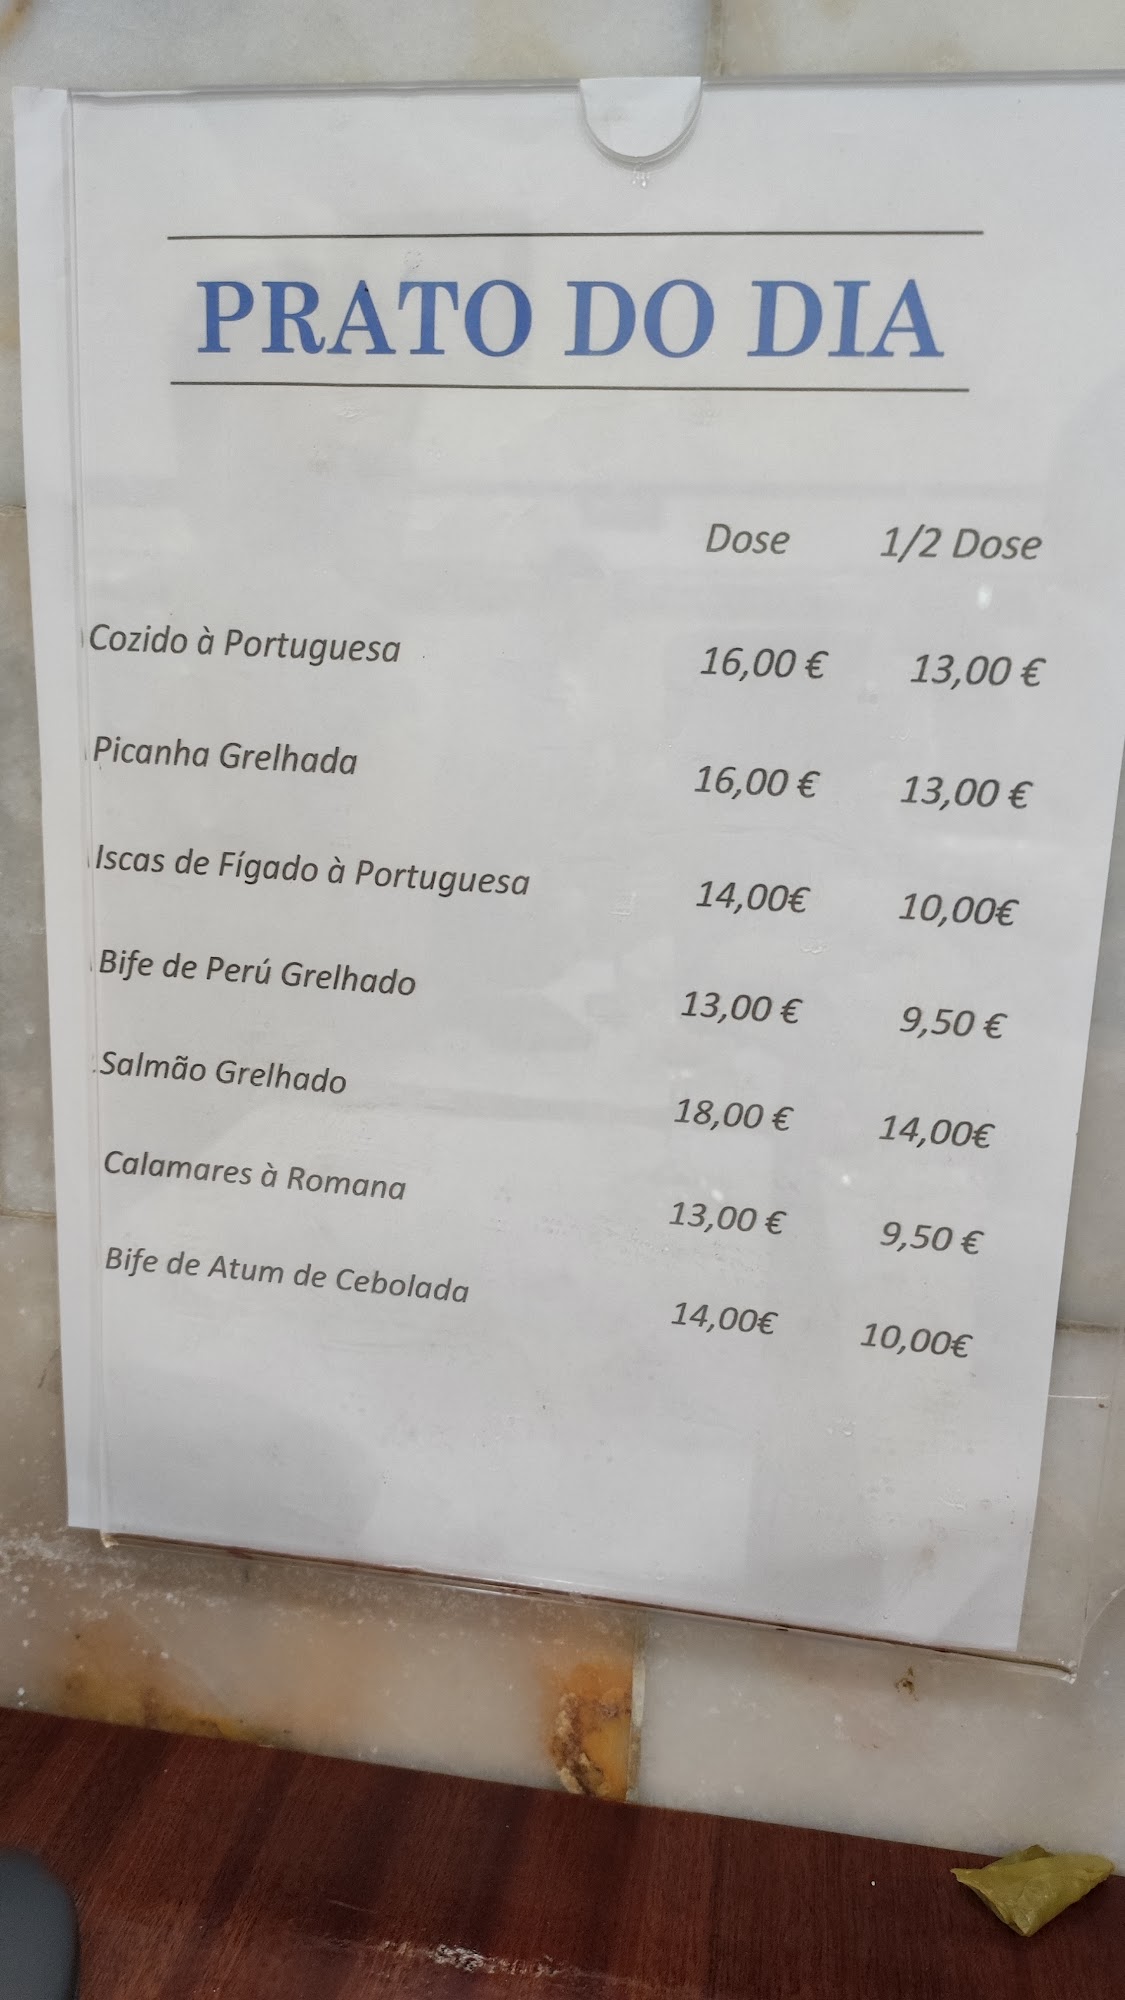 PRATO DO DIA
Dose 1/2 Dose
Cozido à Portuguesa 16,00 € 13,00 €
Picanha Grelhada 16,00 € 13,00 €
Iscas de Fígado à Portuguesa 14,00€ 10,00€
Bife de Perú Grelhado 13,00 € 9,50 €
Salmão Grelhado 18,00 € 14,00€
Calamares à Romana 13,00 € 9,50 €
Bife de Atum de Cebolada 14,00€ 10,00€